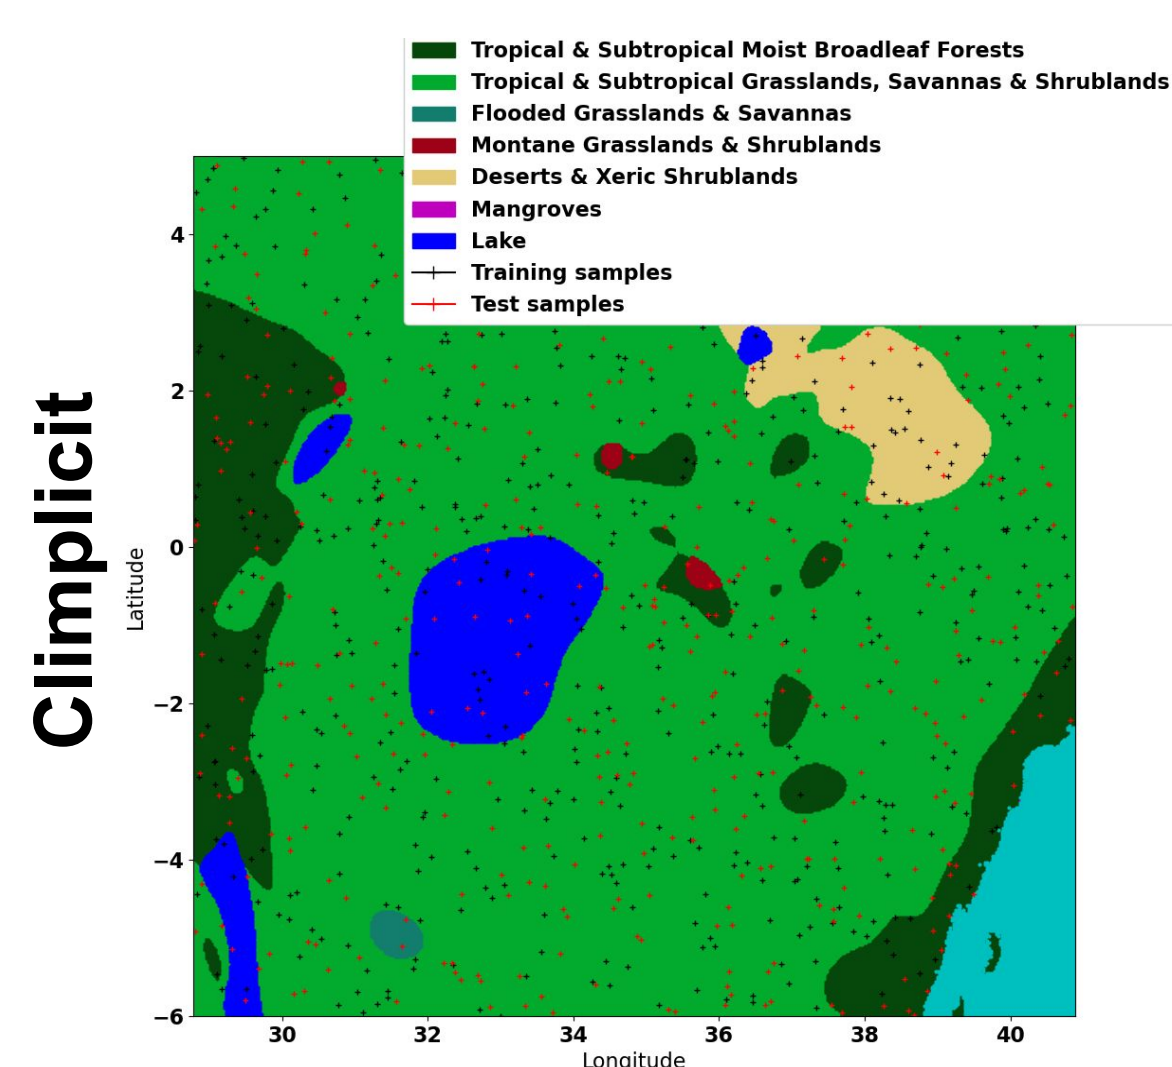 Tropical & Subtropical Moist Broadleaf Forests
Tropical & Subtropical Grasslands, Savannas & Shrublands
Flooded Grasslands & Savannas
Montane Grasslands & Shrublands
Deserts & Xeric Shrublands
Mangroves
Lake
Training samples
Test samples
Climplicit
Latitude
4
2
0
−2
−4
−6
30 32 34 36 38 40
Longitude